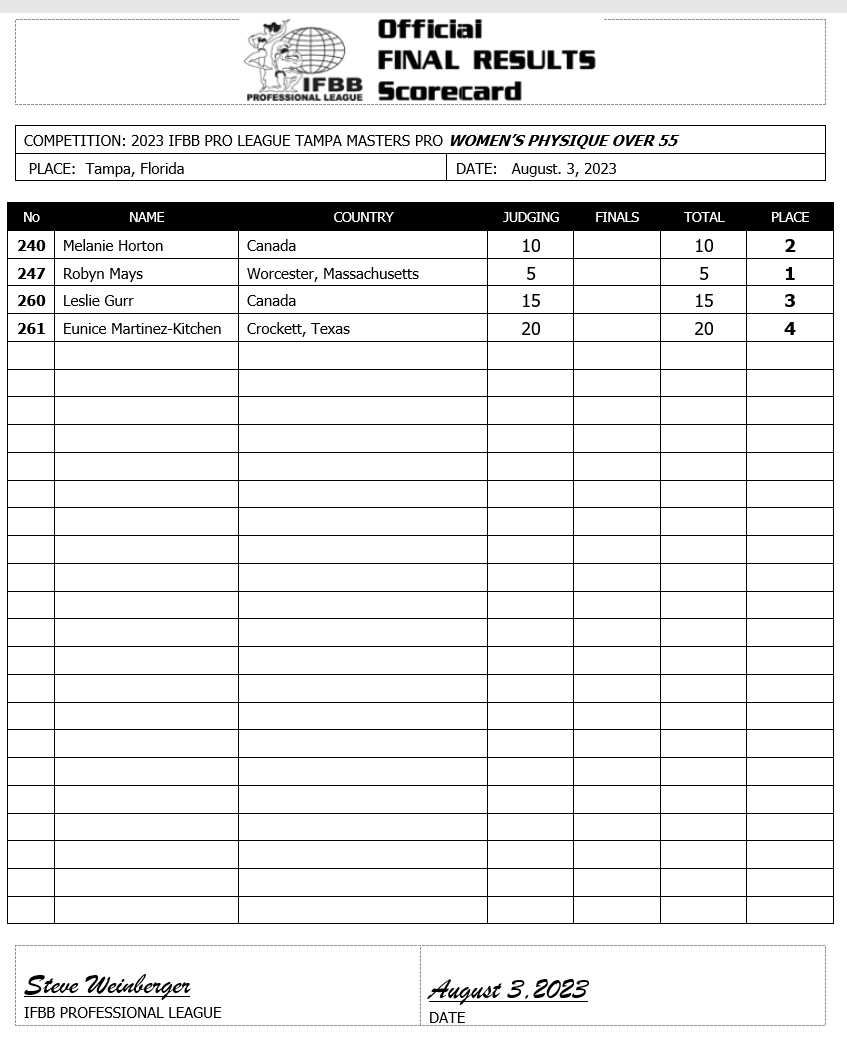 Official
FINAL RESULTS
Scorecard
IFBB
PROFESSIONAL LEAGUE
COMPETITION: 2023 IFBB PRO LEAGUE TAMPA MASTERS PRO WOMEN'S PHYSIQUE OVER 55
PLACE: Tampa, Florida DATE: August. 3, 2023
No NAME COUNTRY JUDGING FINALS TOTAL PLACE
240 Melanie Horton Canada 10 10 2
247 Robyn Mays Worcester, Massachusetts 5 5 1
260 Leslie Gurr Canada 15 15 3
261 Eunice Martinez-Kitchen Crockett, Texas 20 20 4
Steve Weinberger August 3, 2023
IFBB PROFESSIONAL LEAGUE DATE